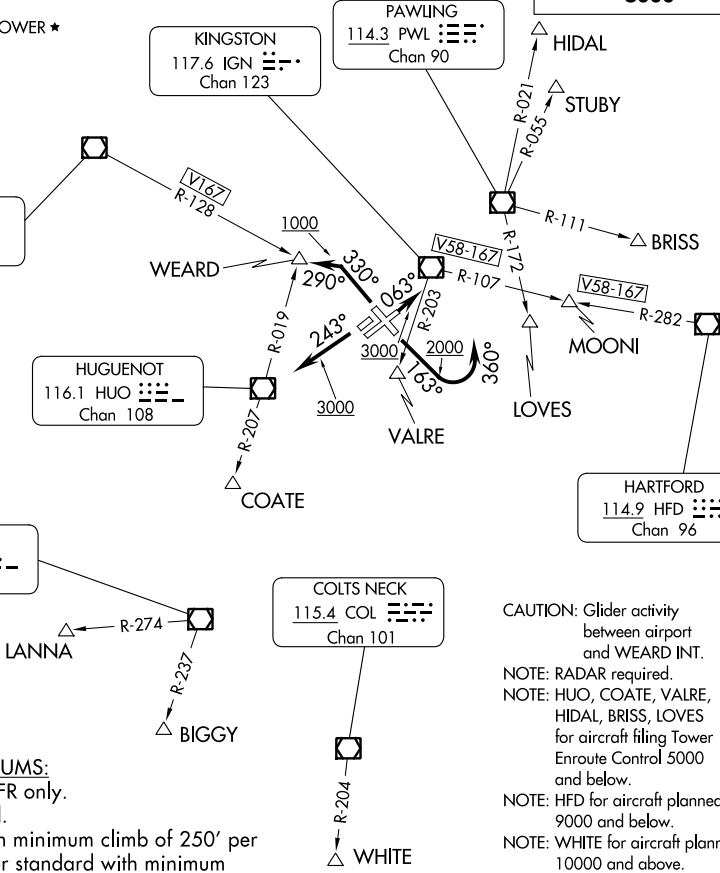 OWER ★
KINGSTON
117.6 IGN
Chan 123
PAWLING
114.3 PWL
Chan 90
HIDAL
STUBY
R-021
R-055
V167
R-128
1000
WEARD
330°
290°
063°
V58-167
R-107
R-172
R-111
BRISS
V58-167
R-282
MOONI
R-203
R-019
243°
3000
3000
2000
163°
360°
VALRE
LOVES
HUGUENOT
116.1 HUO
Chan 108
R-207
COATE
HARTFORD
114.9 HFD
Chan 96
R-274
LANNA
R-237
BIGGY
COLTS NECK
115.4 COL
Chan 101
R-204
WHITE
CAUTION: Glider activity
between airport
and WEARD INT.
NOTE: RADAR required.
NOTE: HUO, COATE, VALRE,
HIDAL, BRISS, LOVES
for aircraft filing Tower
Enroute Control 5000
and below.
NOTE: HFD for aircraft planned
9000 and below.
NOTE: WHITE for aircraft plann
10000 and above.
UMS:
FR only.
minimum climb of 250' per
standard with minimum